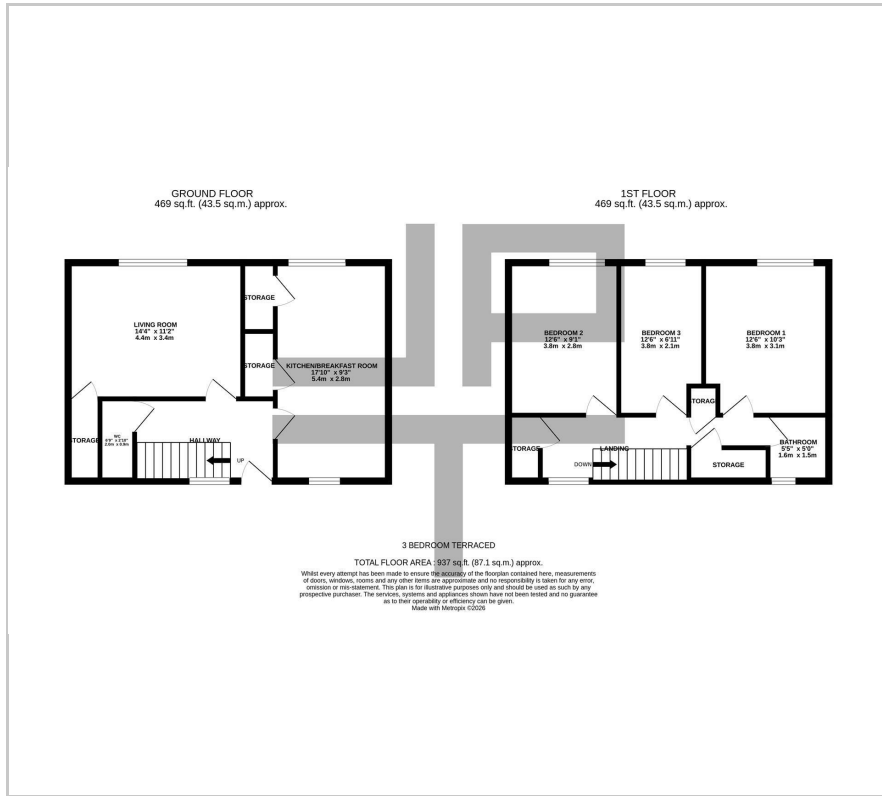 GROUND FLOOR
469 sq.ft. (43.5 sq.m.) approx.
1ST FLOOR
469 sq.ft. (43.5 sq.m.) approx.
STORAGE
LIVING ROOM
14'4" x 11'2"
4.4m x 3.4m
STORAGE
KITCHEN/BREAKFAST ROOM
17'10" x 9'3"
5.4m x 2.8m
STORAGE
WC
6'6" x 2'10"
2.0m x 0.9m
HALLWAY
UP
BEDROOM 2
12'6" x 9'1"
3.8m x 2.8m
BEDROOM 3
12'6" x 6'11"
3.8m x 2.1m
BEDROOM 1
12'6" x 10'3"
3.8m x 3.1m
STORAGE
STORAGE
LANDING
DOWN
STORAGE
BATHROOM
5'5" x 5'0"
1.6m x 1.5m
3 BEDROOM TERRACED
TOTAL FLOOR AREA : 937 sq.ft. (87.1 sq.m.) approx.
Whilst every attempt has been made to ensure the accuracy of the floorplan contained here, measurements
of doors, windows, rooms and any other items are approximate and no responsibility is taken for any error,
omission or mis-statement. This plan is for illustrative purposes only and should be used as such by any
prospective purchaser. The services, systems and appliances shown have not been tested and no guarantee
as to their operability or efficiency can be given.
Made with Metropix ©2026